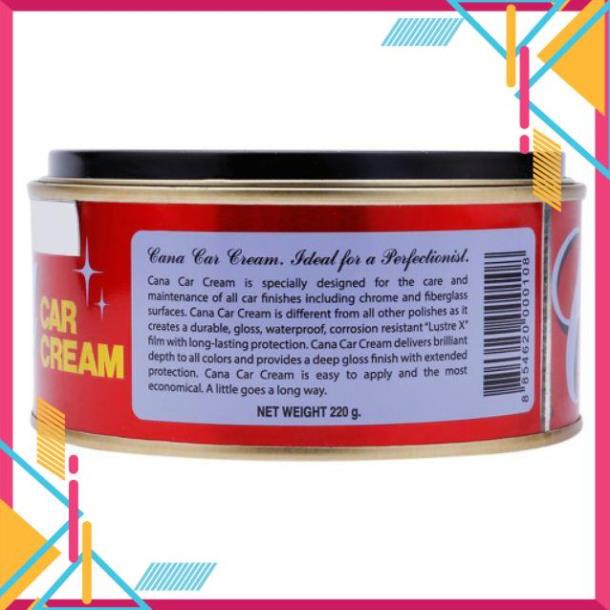 Cana Car Cream. Ideal for a Perfectionist.
Cana Car Cream is specially designed for the care and
maintenance of all car finishes including chrome and fiberglass
surfaces. Cana Car Cream is different from all other polishes as it
creates a durable, gloss, waterproof, corrosion resistant "Lustre X"
film with long-lasting protection. Cana Car Cream delivers brilliant
depth to all colors and provides a deep gloss finish with extended
protection. Cana Car Cream is easy to apply and the most
economical. A little goes a long way.
NET WEIGHT 220 g.
CAR
CREAM
8 854620 000108